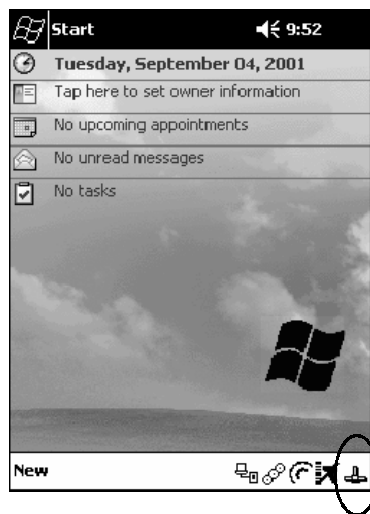 Start 9:52
Tuesday, September 04, 2001
Tap here to set owner information
No upcoming appointments
No unread messages
No tasks
New